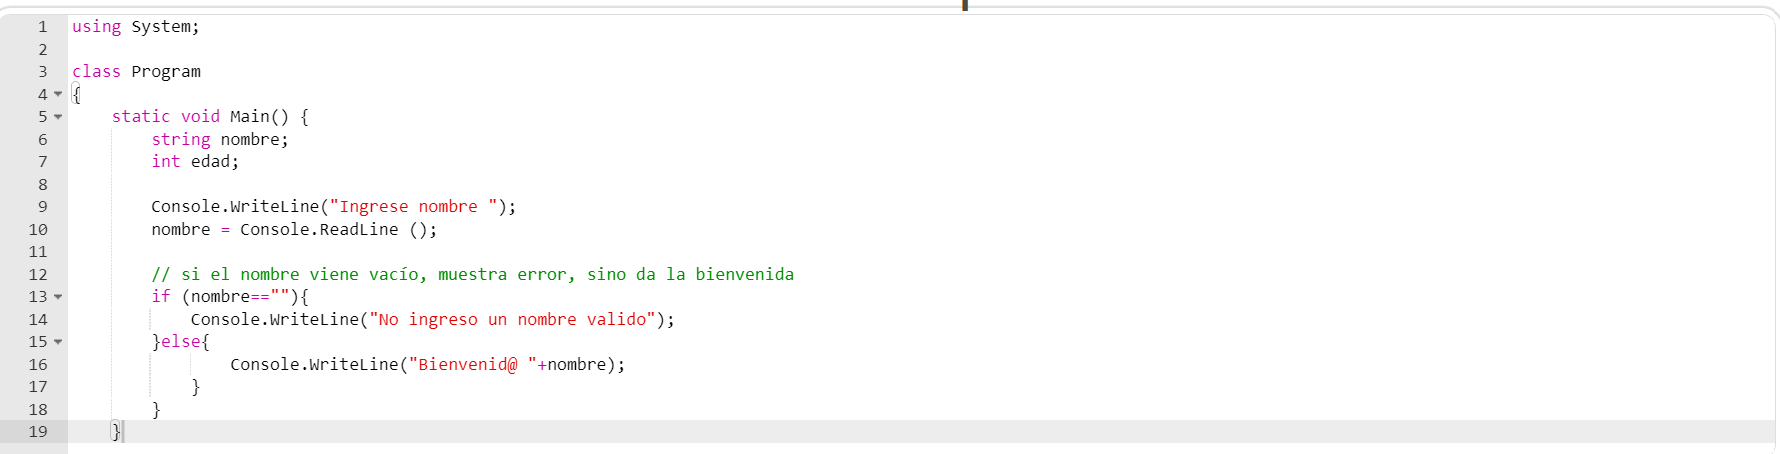 1 using System;
2
3 class Program
4 {
5 static void Main() {
6 string nombre;
7 int edad;
8
9 Console.WriteLine("Ingrese nombre ");
10 nombre = Console.ReadLine ();
11
12 // si el nombre viene vacío, muestra error, sino da la bienvenida
13 if (nombre==""){
14 Console.WriteLine("No ingreso un nombre valido");
15 }else{
16 Console.WriteLine("Bienvenid@ "+nombre);
17 }
18 }
19 }